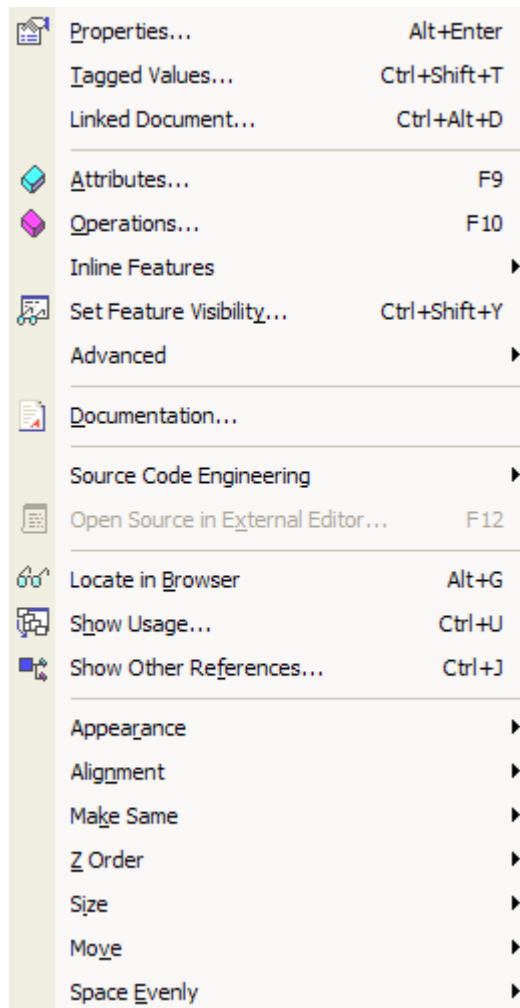 Properties... Alt+Enter
Tagged Values... Ctrl+Shift+T
Linked Document... Ctrl+Alt+D
Attributes... F9
Operations... F10
Inline Features
Set Feature Visibility... Ctrl+Shift+Y
Advanced
Documentation...
Source Code Engineering
Open Source in External Editor... F12
Locate in Browser Alt+G
Show Usage... Ctrl+U
Show Other References... Ctrl+J
Appearance
Alignment
Make Same
Z Order
Size
Move
Space Evenly